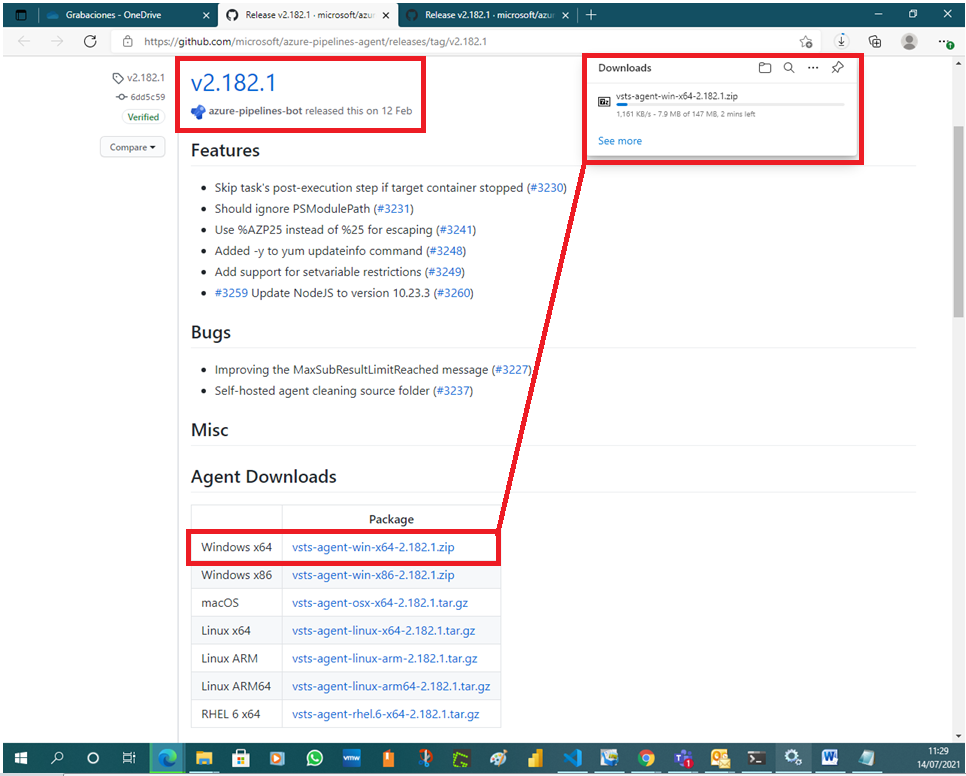 Grabaciones - OneDrive
Release v2.182.1 · microsoft/azur
Release v2.182.1 · microsoft/azur
https://github.com/microsoft/azure-pipelines-agent/releases/tag/v2.182.1
Downloads
vsts-agent-win-x64-2.182.1.zip
1,161 KB/s - 7.9 MB of 147 MB, 2 mins left
See more
v2.182.1
6dd5c59
Verified
Compare
v2.182.1
azure-pipelines-bot released this on 12 Feb
Features
Skip task's post-execution step if target container stopped (#3230)
Should ignore PSModulePath (#3231)
Use %AZP25 instead of %25 for escaping (#3241)
Added -y to yum updateinfo command (#3248)
Add support for setvariable restrictions (#3249)
#3259 Update NodeJS to version 10.23.3 (#3260)
Bugs
Improving the MaxSubResultLimitReached message (#3227)
Self-hosted agent cleaning source folder (#3237)
Misc
Agent Downloads
Package
Windows x64 vsts-agent-win-x64-2.182.1.zip
Windows x86 vsts-agent-win-x86-2.182.1.zip
macOS vsts-agent-osx-x64-2.182.1.tar.gz
Linux x64 vsts-agent-linux-x64-2.182.1.tar.gz
Linux ARM vsts-agent-linux-arm-2.182.1.tar.gz
Linux ARM64 vsts-agent-linux-arm64-2.182.1.tar.gz
RHEL 6 x64 vsts-agent-rhel.6-x64-2.182.1.tar.gz
vmw
11:29
14/07/2021